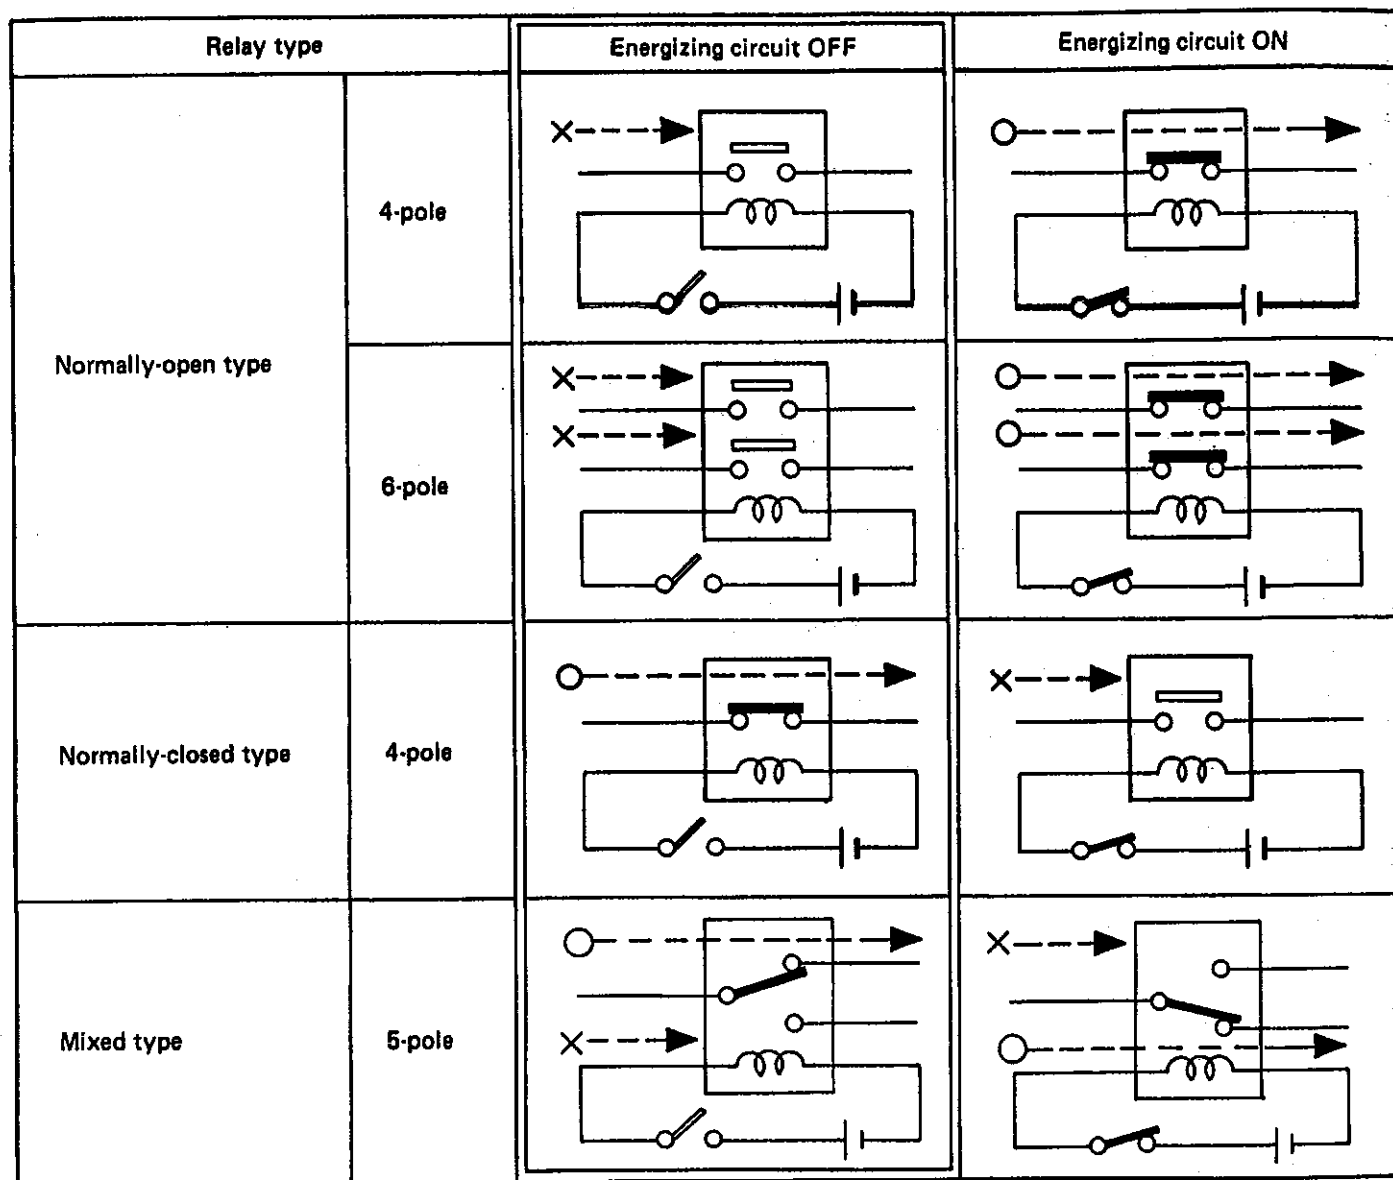 Relay type
Energizing circuit OFF
Energizing circuit ON
Normally-open type
4-pole
6-pole
Normally-closed type
4-pole
Mixed type
5-pole